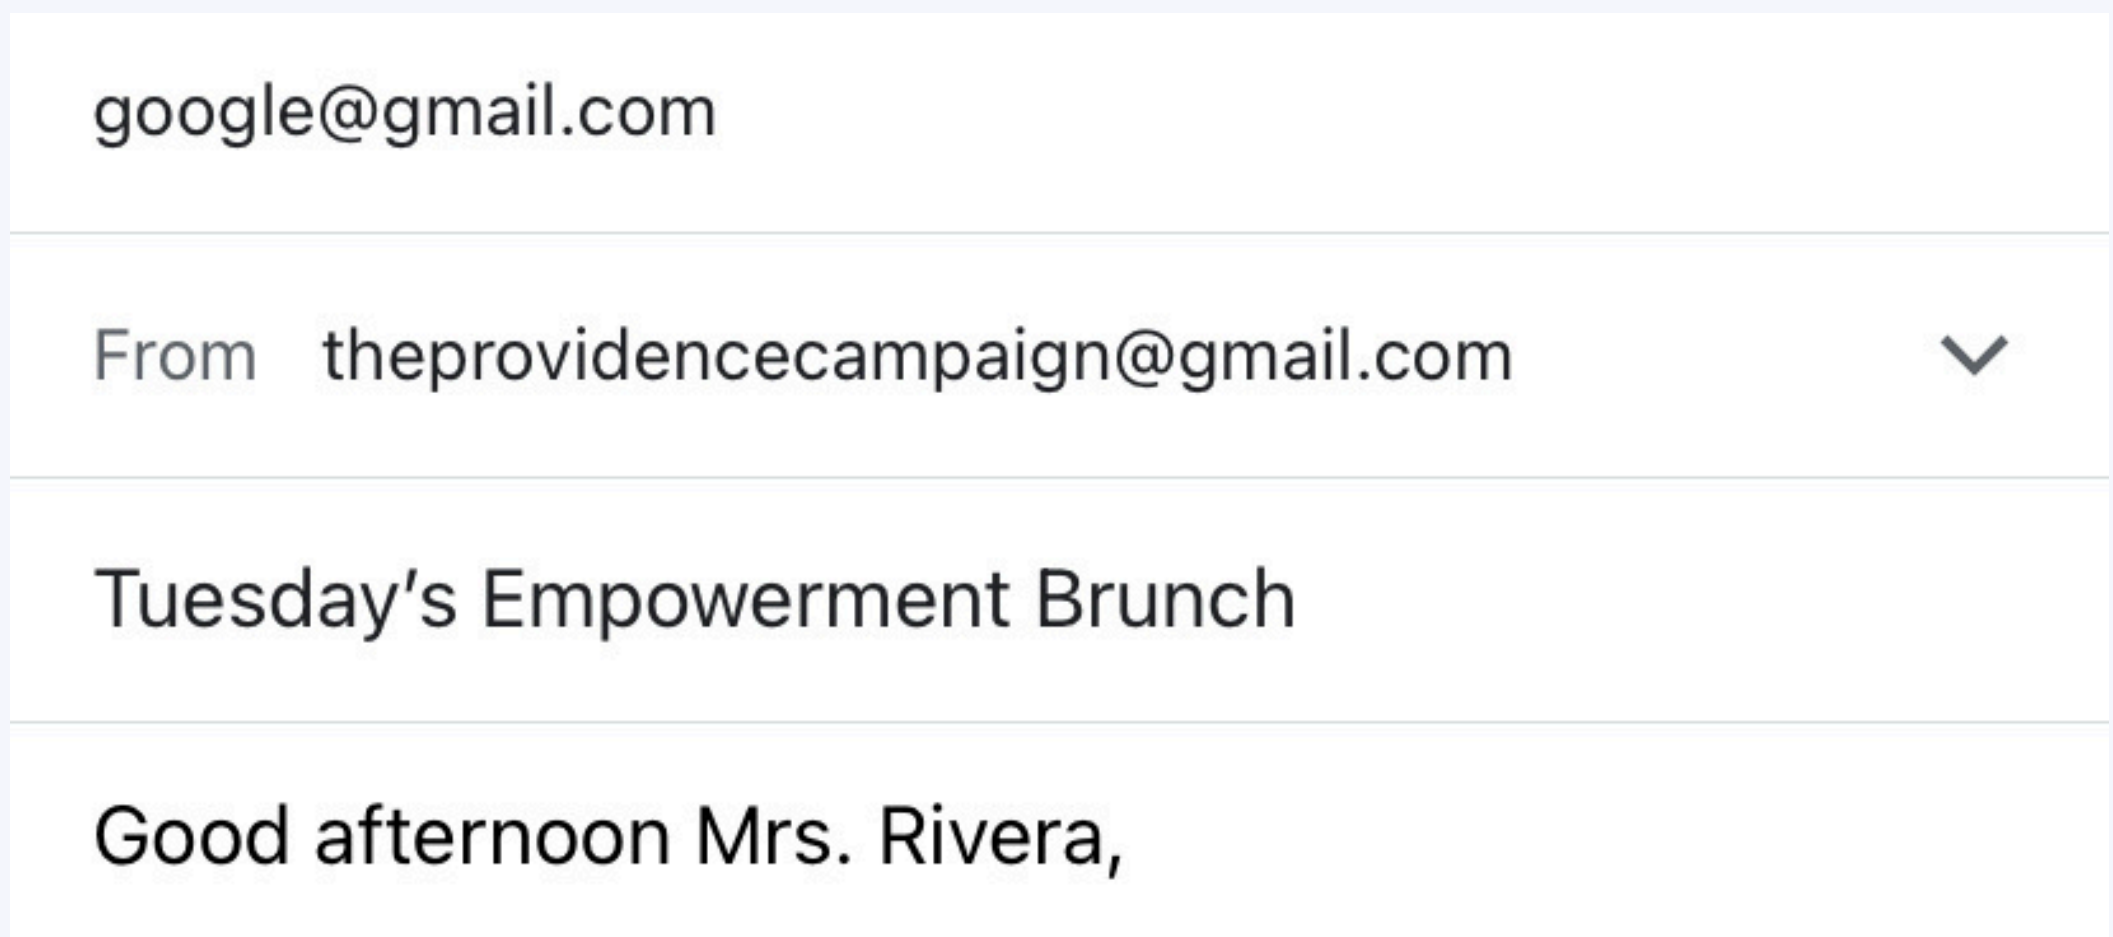 google@gmail.com
From theprovidencecampaign@gmail.com
Tuesday’s Empowerment Brunch
Good afternoon Mrs. Rivera,